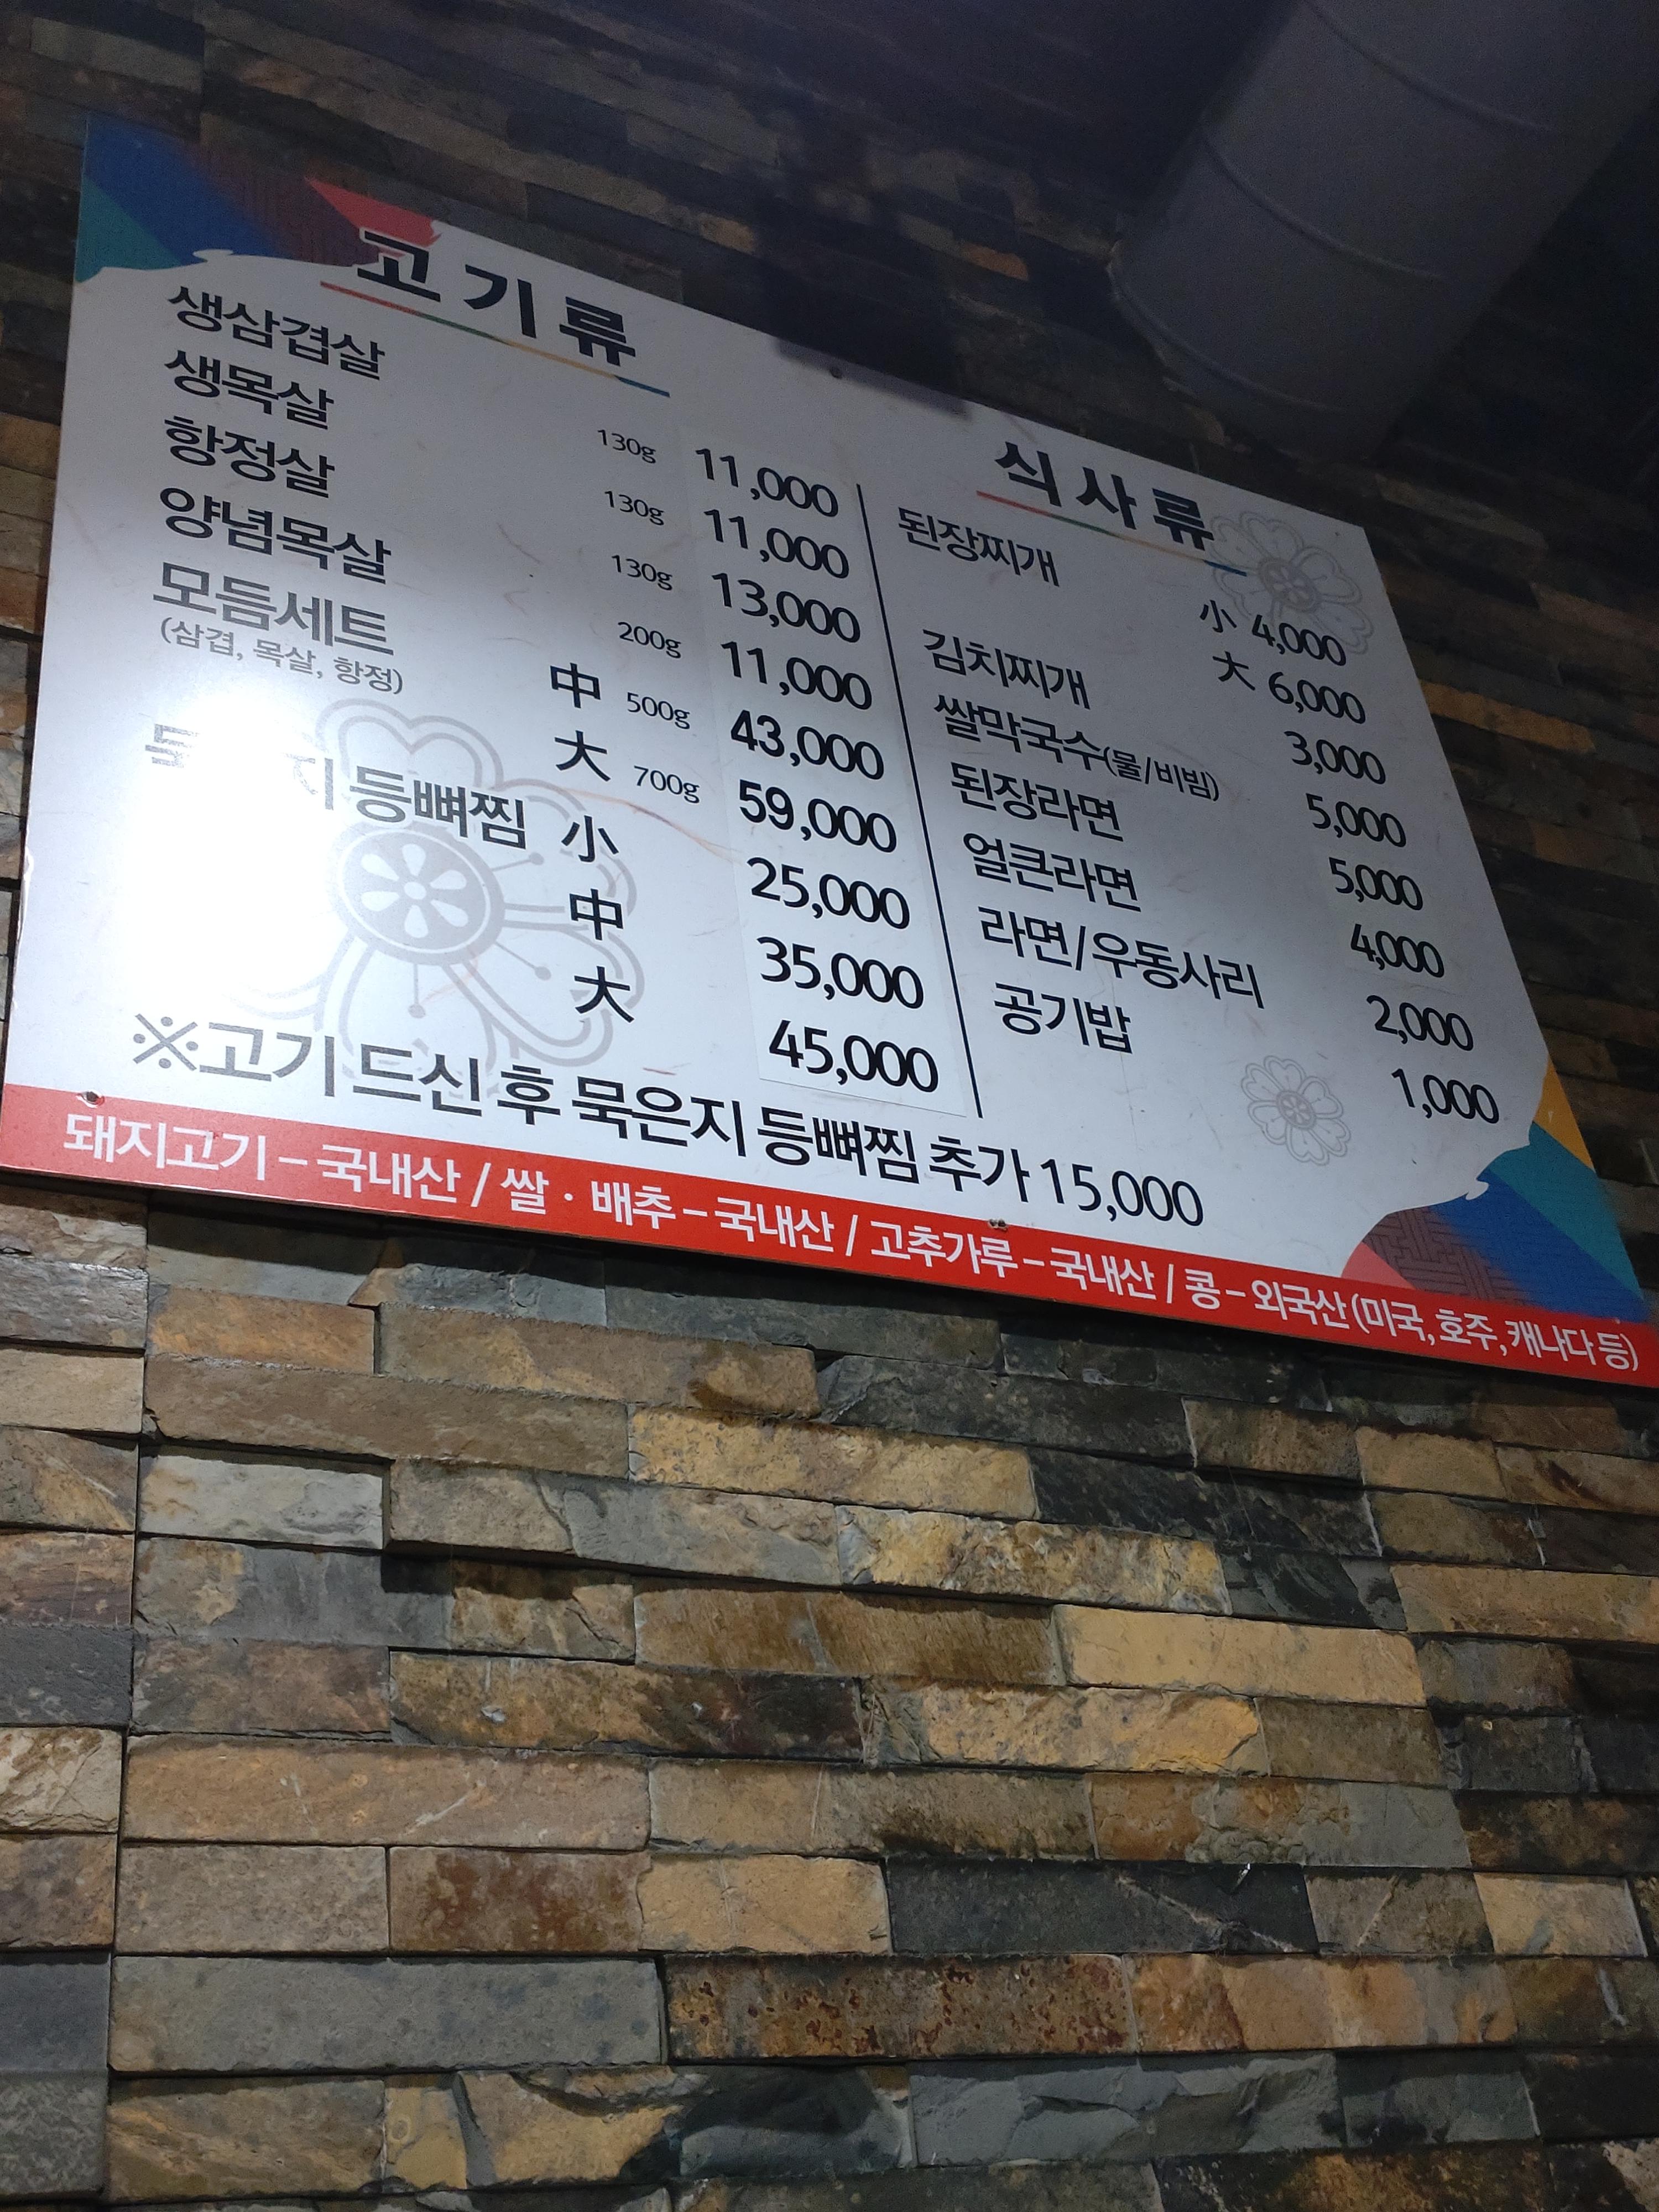 고기류
생삼겹살 130g 11,000
생목살 130g 11,000
항정살 130g 13,000
양념목살 200g 11,000
모듬세트 中 500g 43,000
(삼겹, 목살, 항정)
大 700g 59,000
등뼈찜 小 25,000
中 35,000
大 45,000
식사류
된장찌개 小 4,000
大 6,000
김치찌개 3,000
쌀막국수(물/비빔) 5,000
된장라면 5,000
얼큰라면 4,000
라면/우동사리 2,000
공기밥 1,000
※고기 드신 후 묵은지 등뼈찜 추가 15,000
돼지고기 – 국내산 / 쌀 · 배추 – 국내산 / 고추가루 – 국내산 / 콩 – 외국산 (미국, 호주, 캐나다 등)